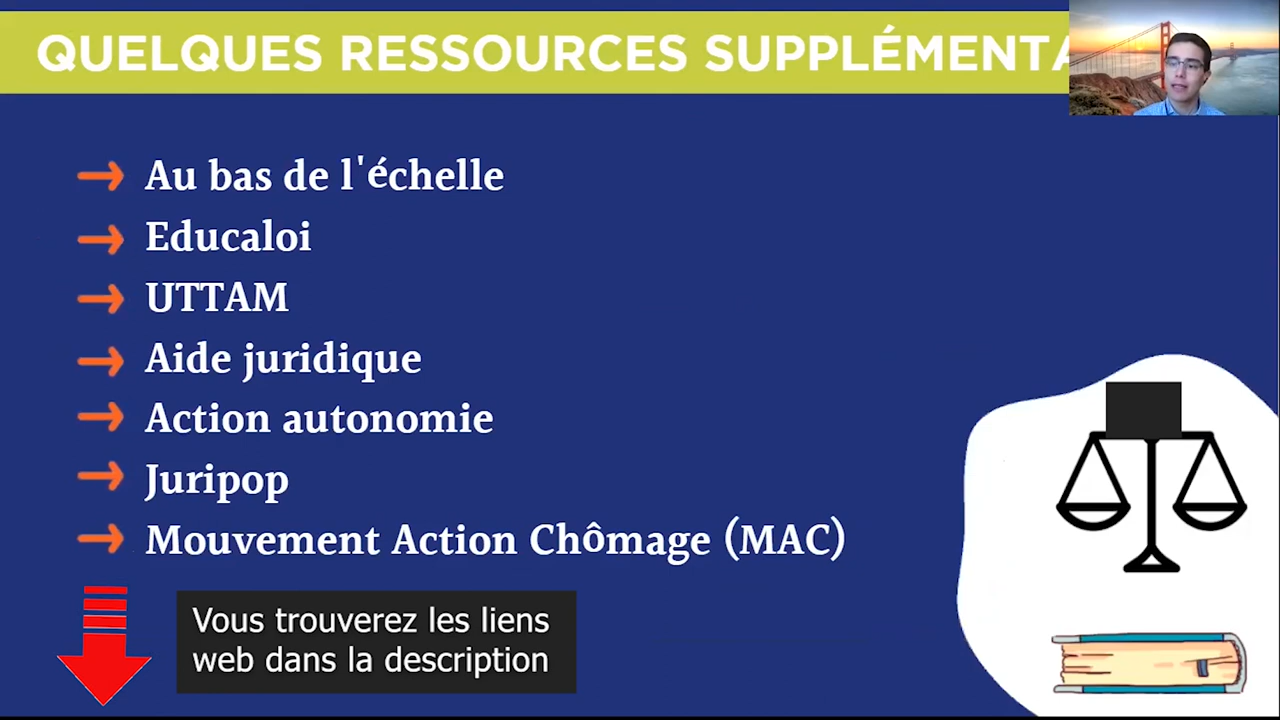 QUELQUES RESSOURCES SUPPLÉMENTA
Au bas de l'échelle
Educaloi
UTTAM
Aide juridique
Action autonomie
Juripop
Mouvement Action Chômage (MAC)
Vous trouverez les liens
web dans la description